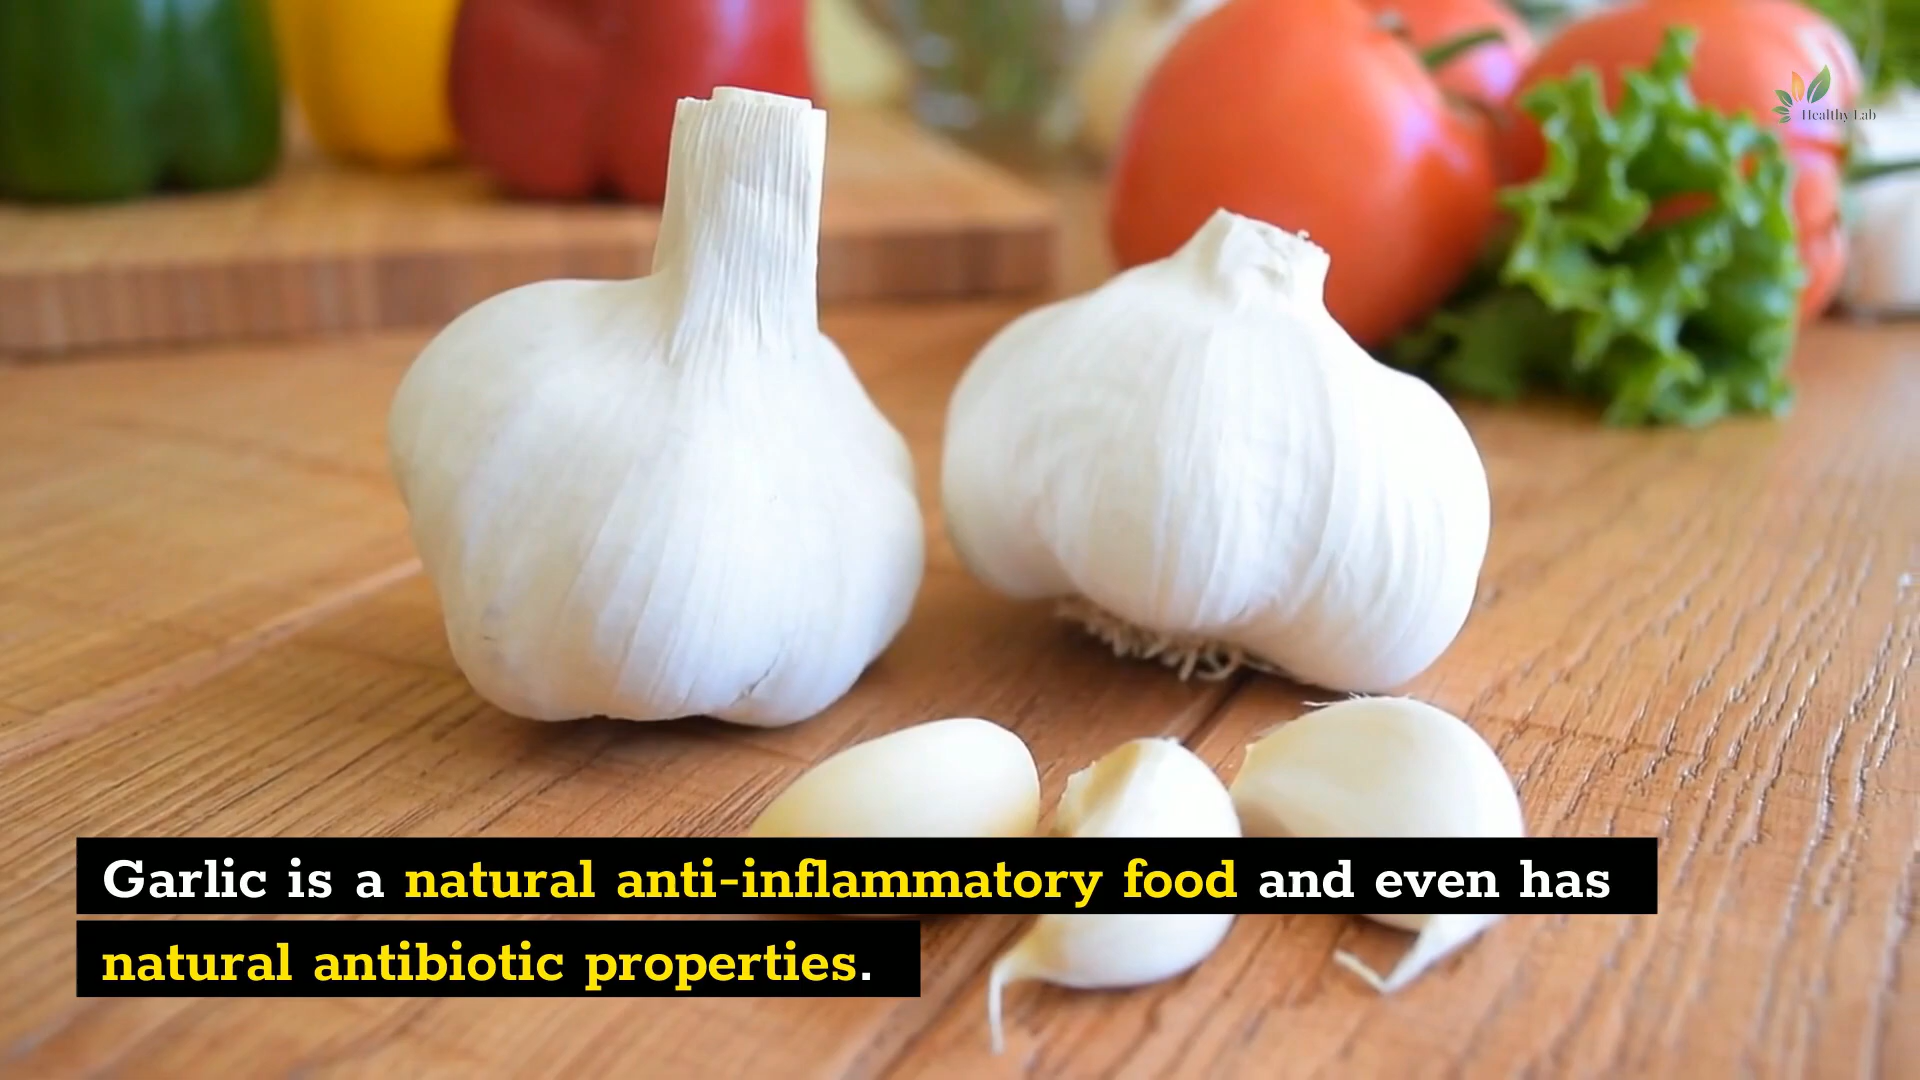 Healthy Lab
Garlic is a natural anti-inflammatory food and even has
natural antibiotic properties.